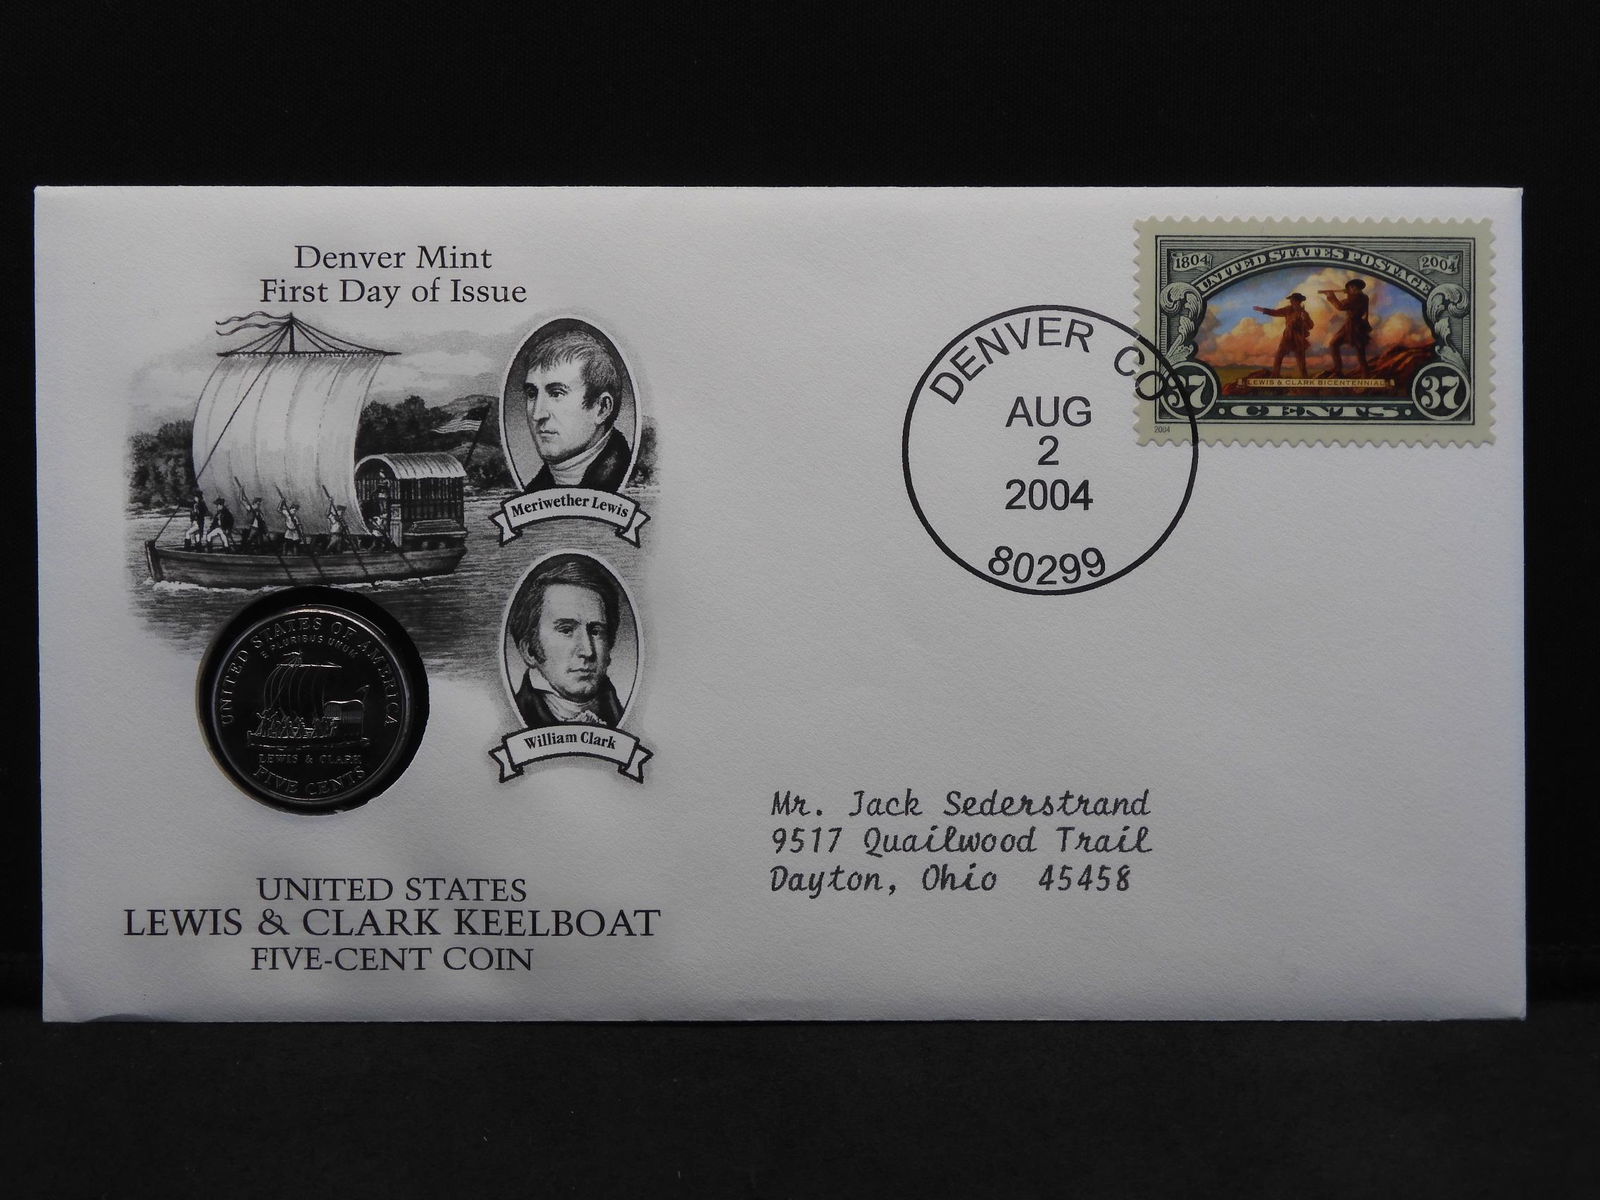 Denver Mint
First Day of Issue
Meriwether Lewis
William Clark
UNITED STATES OF AMERICA
E PLURIBUS UNUM
LEWIS & CLARK
FIVE CENTS
UNITED STATES
LEWIS & CLARK KEELBOAT
FIVE-CENT COIN
DENVER CO
AUG
2
2004
80299
1804 UNITED STATES POSTAGE 2004
LEWIS & CLARK BICENTENNIAL
37 CENTS 37
2004
Mr. Jack Sederstrand
9517 Quailwood Trail
Dayton, Ohio 45458